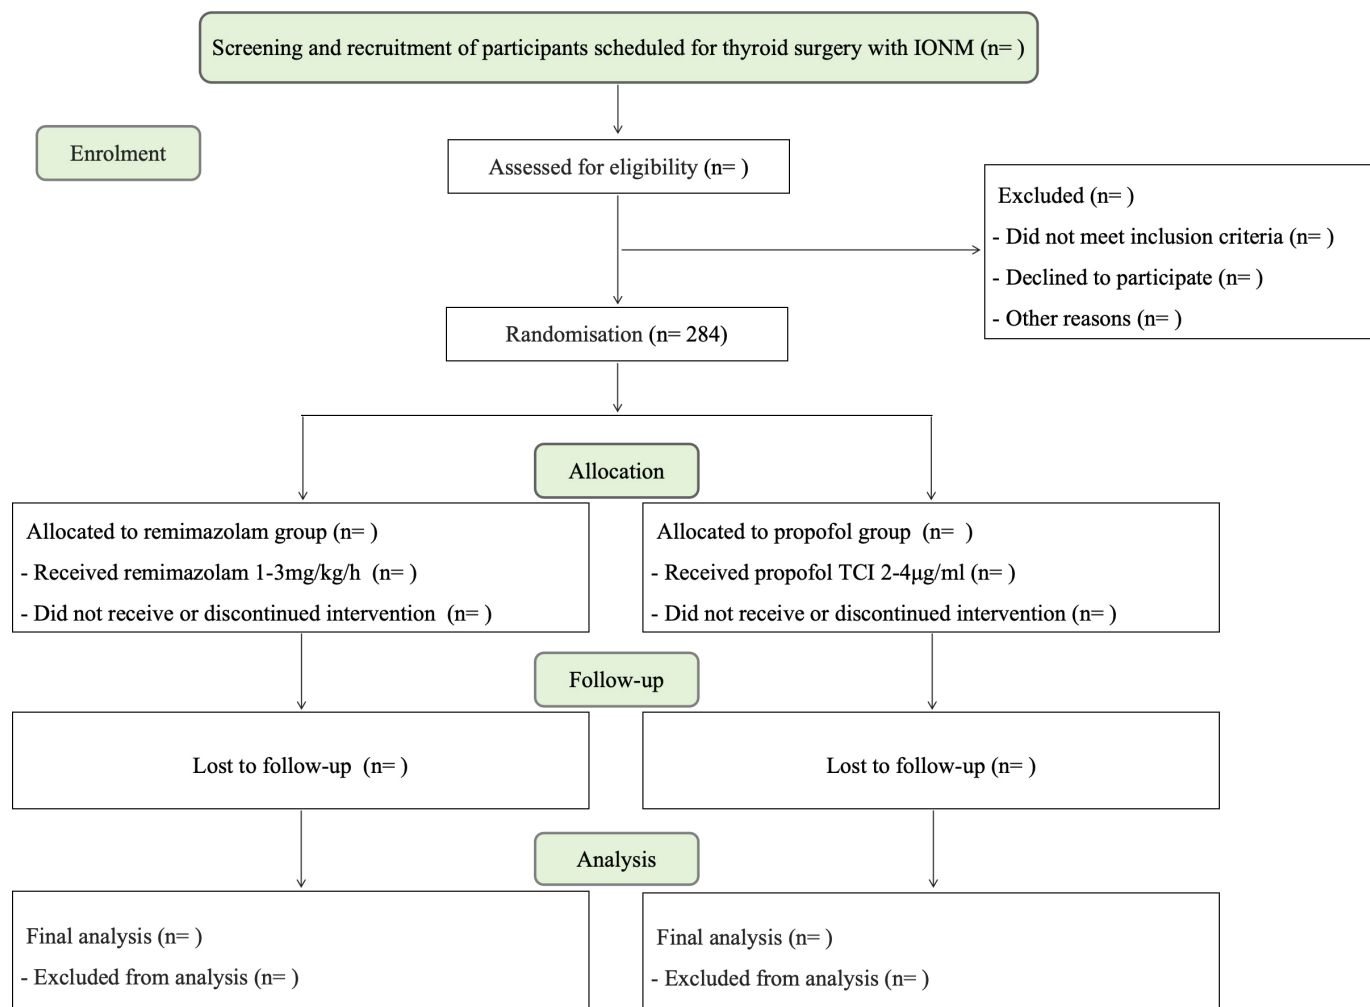 Screening and recruitment of participants scheduled for thyroid surgery with IONM (n= )
Enrolment
Assessed for eligibility (n= )
Excluded (n= )
- Did not meet inclusion criteria (n= )
- Declined to participate (n= )
- Other reasons (n= )
Randomisation (n= 284)
Allocation
Allocated to remimazolam group (n= )
- Received remimazolam 1-3mg/kg/h (n= )
- Did not receive or discontinued intervention (n= )
Allocated to propofol group (n= )
- Received propofol TCI 2-4μg/ml (n= )
- Did not receive or discontinued intervention (n= )
Follow-up
Lost to follow-up (n= )
Lost to follow-up (n= )
Analysis
Final analysis (n= )
- Excluded from analysis (n= )
Final analysis (n= )
- Excluded from analysis (n= )